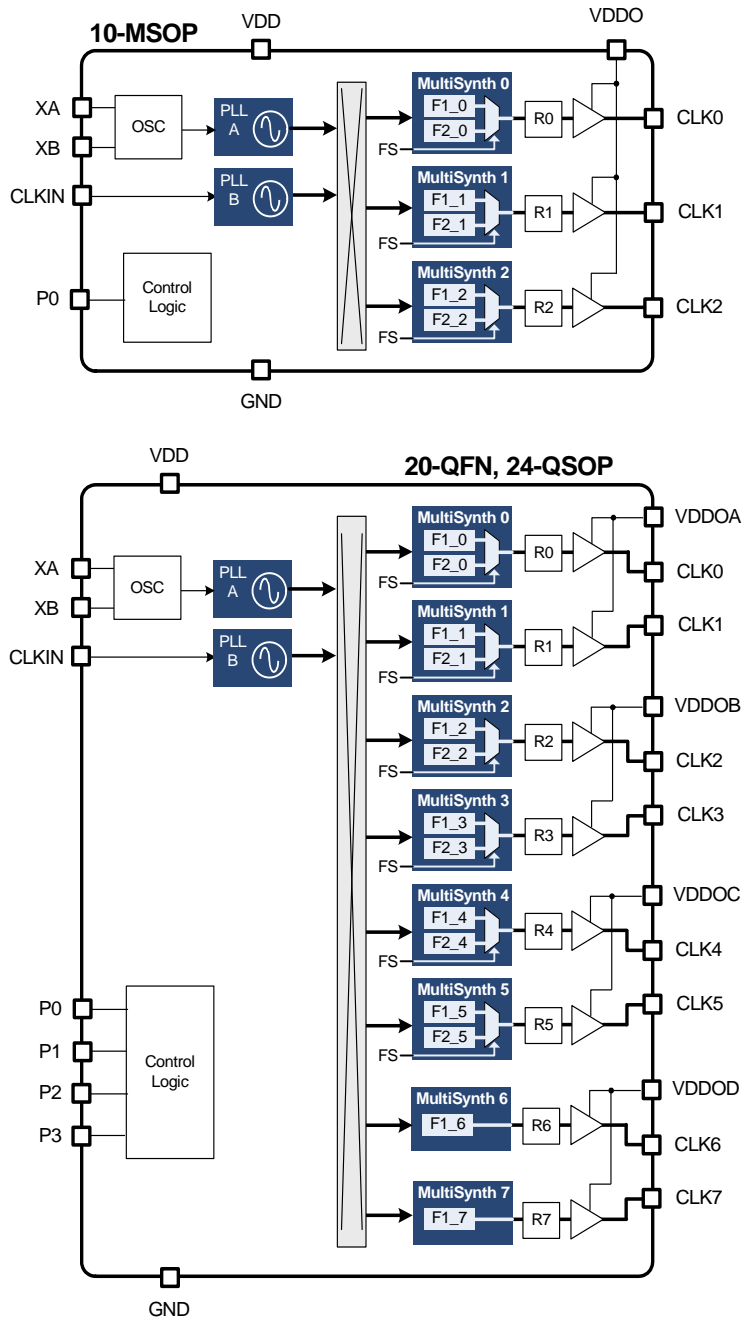 VDD
VDDO
10-MSOP
MultiSynth 0
XA
F1_0
PLL
A
OSC
R0
CLK0
F2_0
XB
FS
CLKIN
PLL
B
MultiSynth 1
F1_1
R1
CLK1
F2_1
FS
MultiSynth 2
P0
Control
Logic
F1_2
R2
CLK2
F2_2
FS
GND
VDD
20-QFN, 24-QSOP
MultiSynth 0
VDDOA
F1_0
R0
XA
F2_0
CLK0
PLL
A
OSC
FS
XB
MultiSynth 1
CLK1
F1_1
R1
PLL
B
CLKIN
F2_1
FS
MultiSynth 2
VDDOB
F1_2
R2
F2_2
CLK2
FS
MultiSynth 3
CLK3
F1_3
R3
F2_3
FS
MultiSynth 4
VDDOC
F1_4
R4
F2_4
CLK4
FS
MultiSynth 5
CLK5
P0
F1_5
R5
F2_5
P1
FS
Control
Logic
P2
MultiSynth 6
VDDOD
F1_6
R6
P3
CLK6
MultiSynth 7
CLK7
F1_7
R7
GND